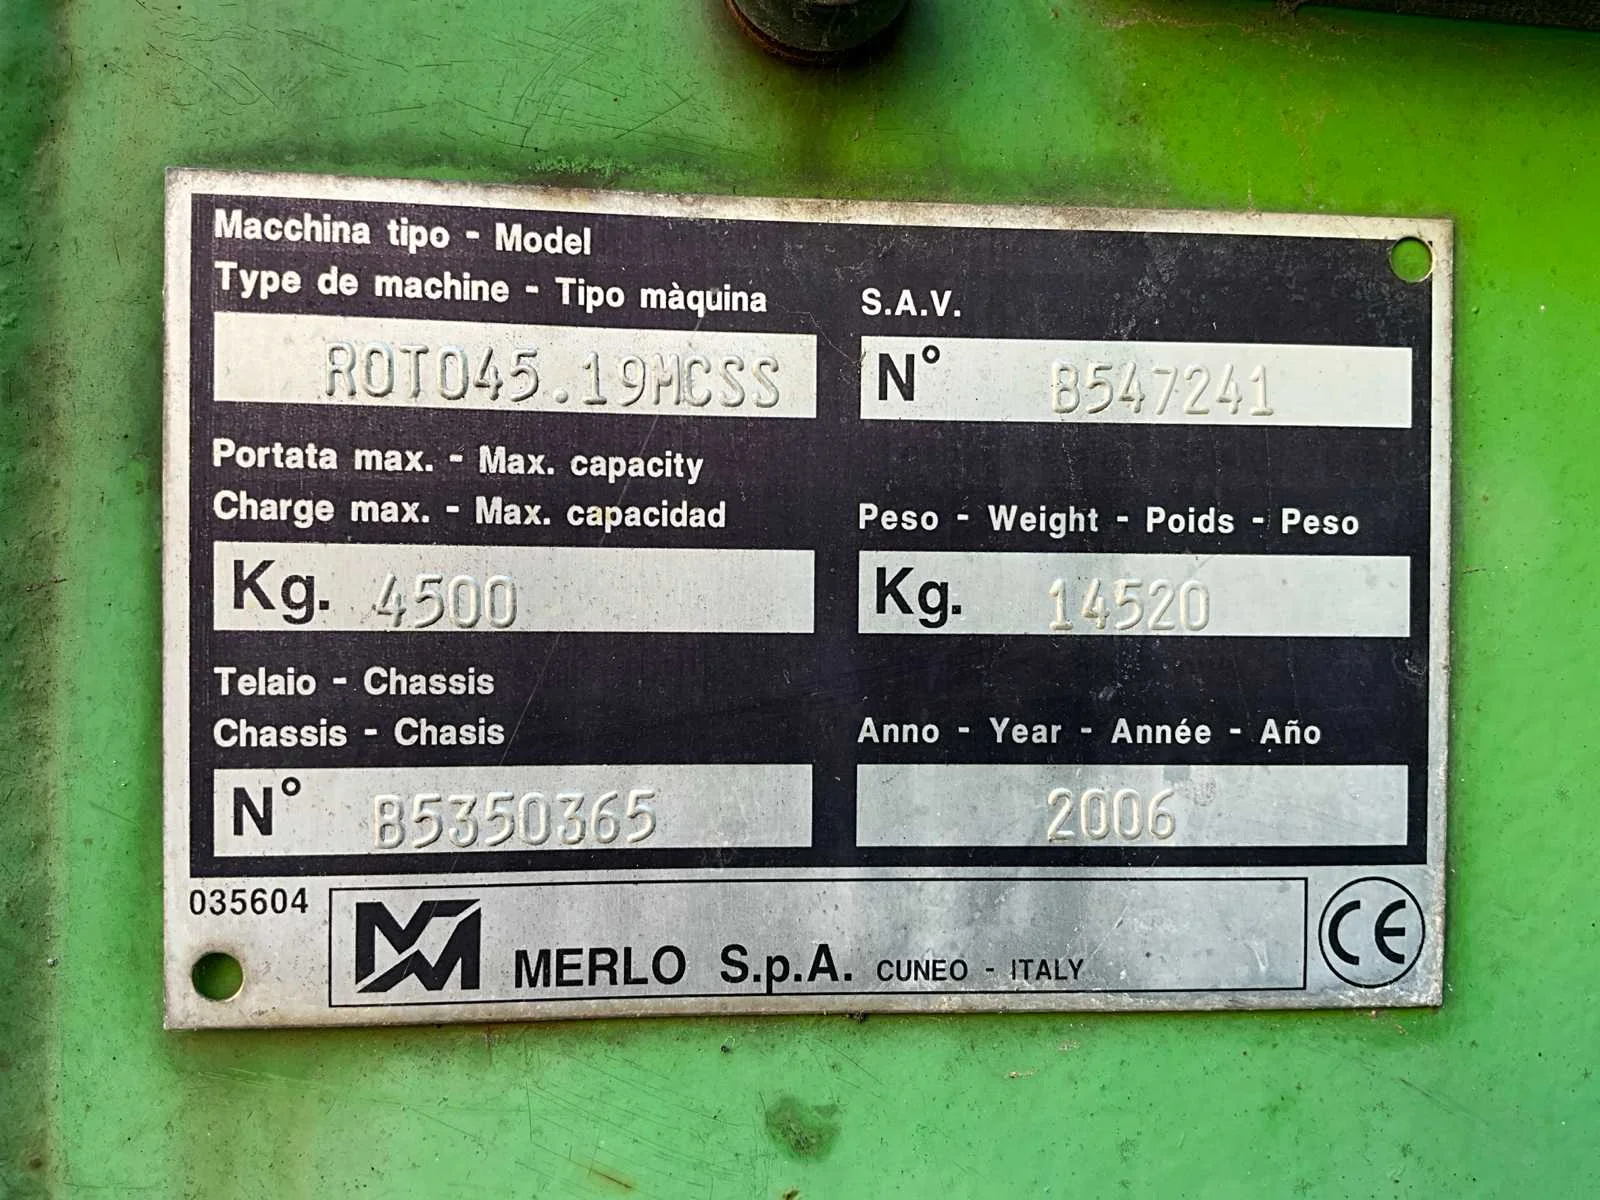 Macchina tipo - Model
Type de machine - Tipo màquina
ROTO45.19MCSS
S.A.V.
N° B547241
Portata max. - Max. capacity
Charge max. - Max. capacidad
Kg. 4500
Peso - Weight - Poids - Peso
Kg. 14520
Telaio - Chassis
Chassis - Chasis
N° B5350365
Anno - Year - Année - Año
2006
035604
MERLO S.p.A. CUNEO - ITALY
CE